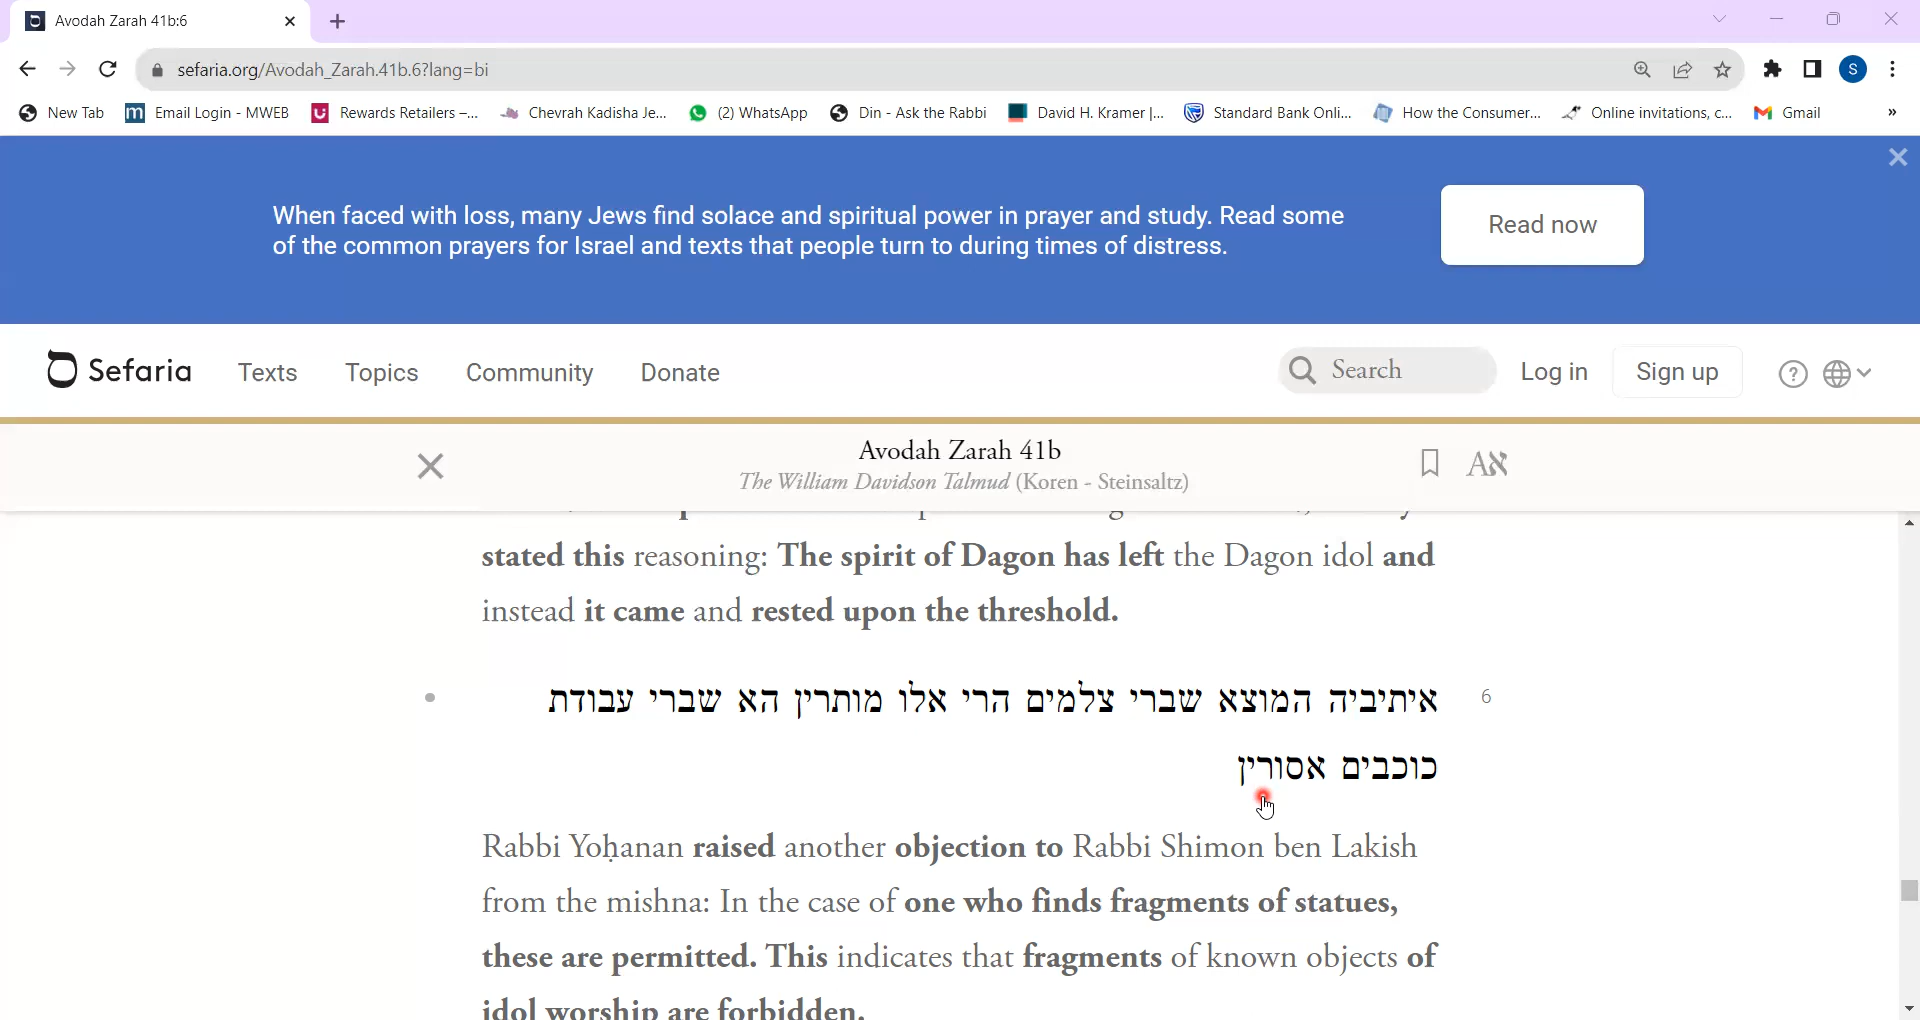 Avodah Zarah 41b:6
sefaria.org/Avodah_Zarah.41b.6?lang=bi
S
New Tab
Email Login - MWEB
Rewards Retailers –...
Chevrah Kadisha Je...
(2) WhatsApp
Din - Ask the Rabbi
David H. Kramer |...
Standard Bank Onli...
How the Consumer...
Online invitations, c...
Gmail
»
When faced with loss, many Jews find solace and spiritual power in prayer and study. Read some
of the common prayers for Israel and texts that people turn to during times of distress.
Read now
Sefaria
Texts
Topics
Community
Donate
Search
Log in
Sign up
Avodah Zarah 41b
The William Davidson Talmud (Koren - Steinsaltz)
Aא
stated this reasoning: The spirit of Dagon has left the Dagon idol and
instead it came and rested upon the threshold.
איתיביה המוצא שברי צלמים הרי אלו מותרין הא שברי עבודת
6
כוכבים אסורין
Rabbi Yoḥanan raised another objection to Rabbi Shimon ben Lakish
from the mishna: In the case of one who finds fragments of statues,
these are permitted. This indicates that fragments of known objects of
idol worship are forbidden.